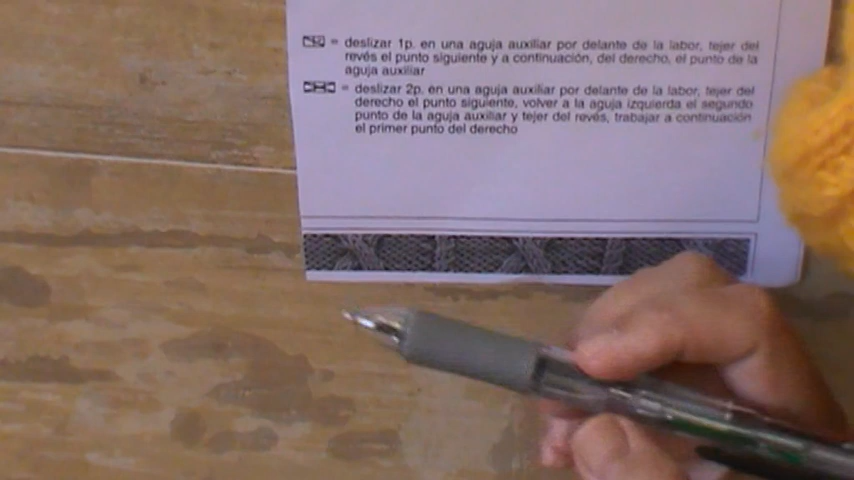 = deslizar 1p. en una aguja auxiliar por delante de la labor, tejer del
revés el punto siguiente y a continuación, del derecho, el punto de la
aguja auxiliar
= deslizar 2p. en una aguja auxiliar por delante de la labor, tejer del
derecho el punto siguiente, volver a la aguja izquierda el segundo
punto de la aguja auxiliar y tejer del revés, trabajar a continuación
el primer punto del derecho